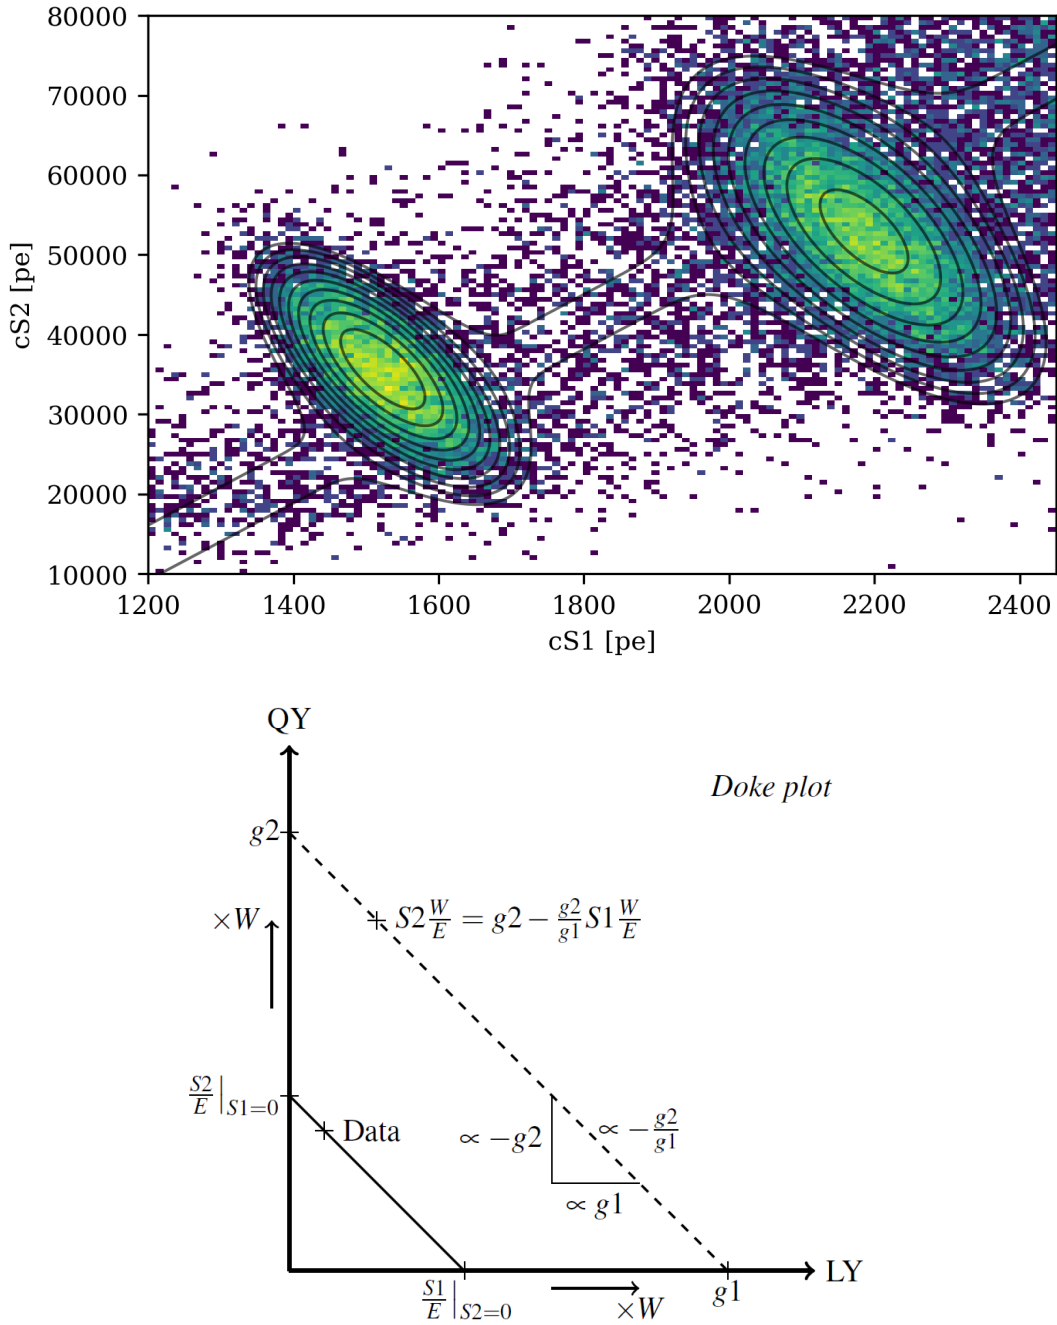 80000
70000
60000
50000
40000
30000
20000
10000
cS2 [pe]
1200 1400 1600 1800 2000 2200 2400
cS1 [pe]
QY
Doke plot
g2
×W
S2 W/E = g2 − g2/g1 S1 W/E
S2/E |S1=0
Data
∝ −g2
∝ − g2/g1
∝ g1
LY
S1/E |S2=0
×W
g1